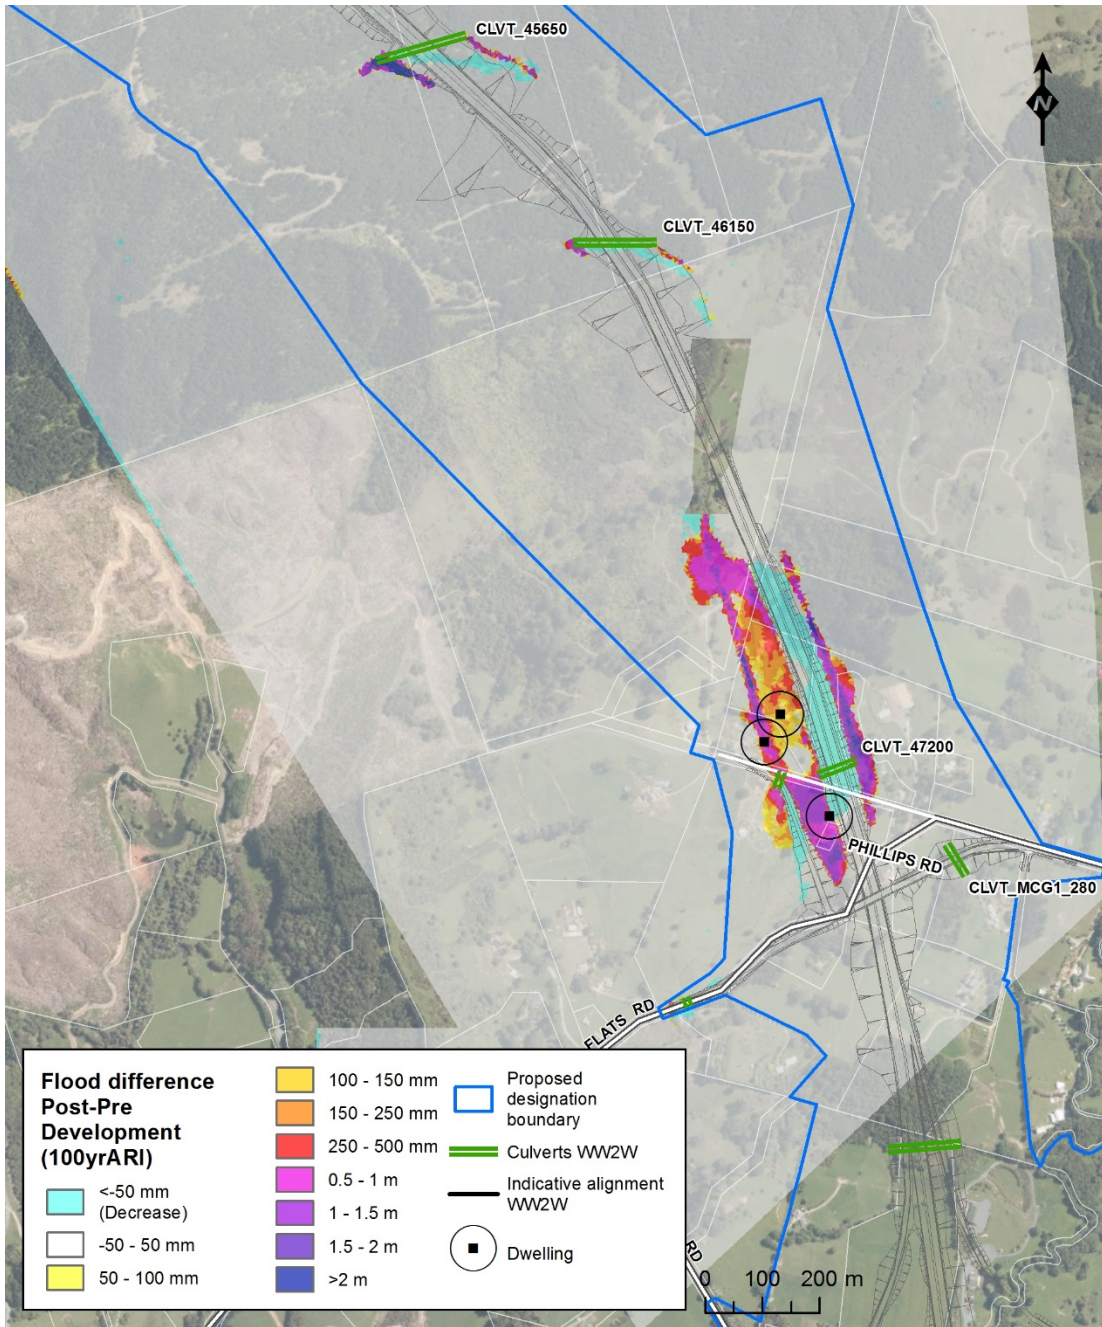 CLVT_45650
N
CLVT_46150
CLVT_47200
PHILLIPS RD
CLVT_MCG1_280
FLATS RD
RD
Flood difference
Post-Pre
Development
(100yrARI)
<-50 mm
(Decrease)
-50 - 50 mm
50 - 100 mm
100 - 150 mm
150 - 250 mm
250 - 500 mm
0.5 - 1 m
1 - 1.5 m
1.5 - 2 m
>2 m
Proposed
designation
boundary
Culverts WW2W
Indicative alignment
WW2W
Dwelling
0 100 200 m